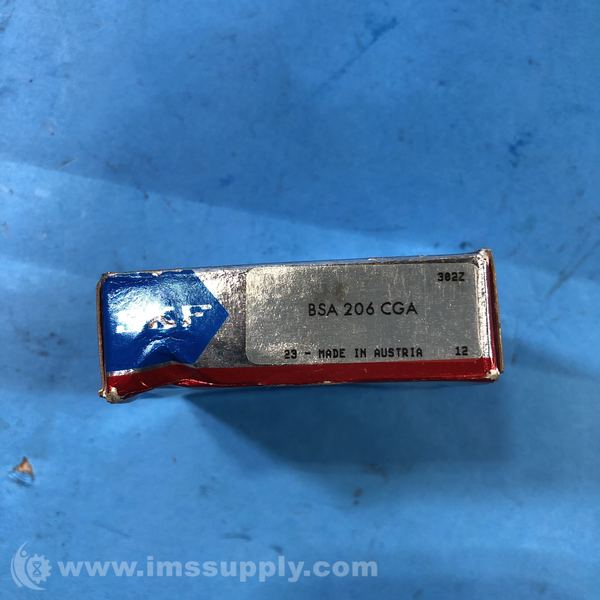 SKF
302Z
BSA 206 CGA
23 - MADE IN AUSTRIA 12
www.imssupply.com